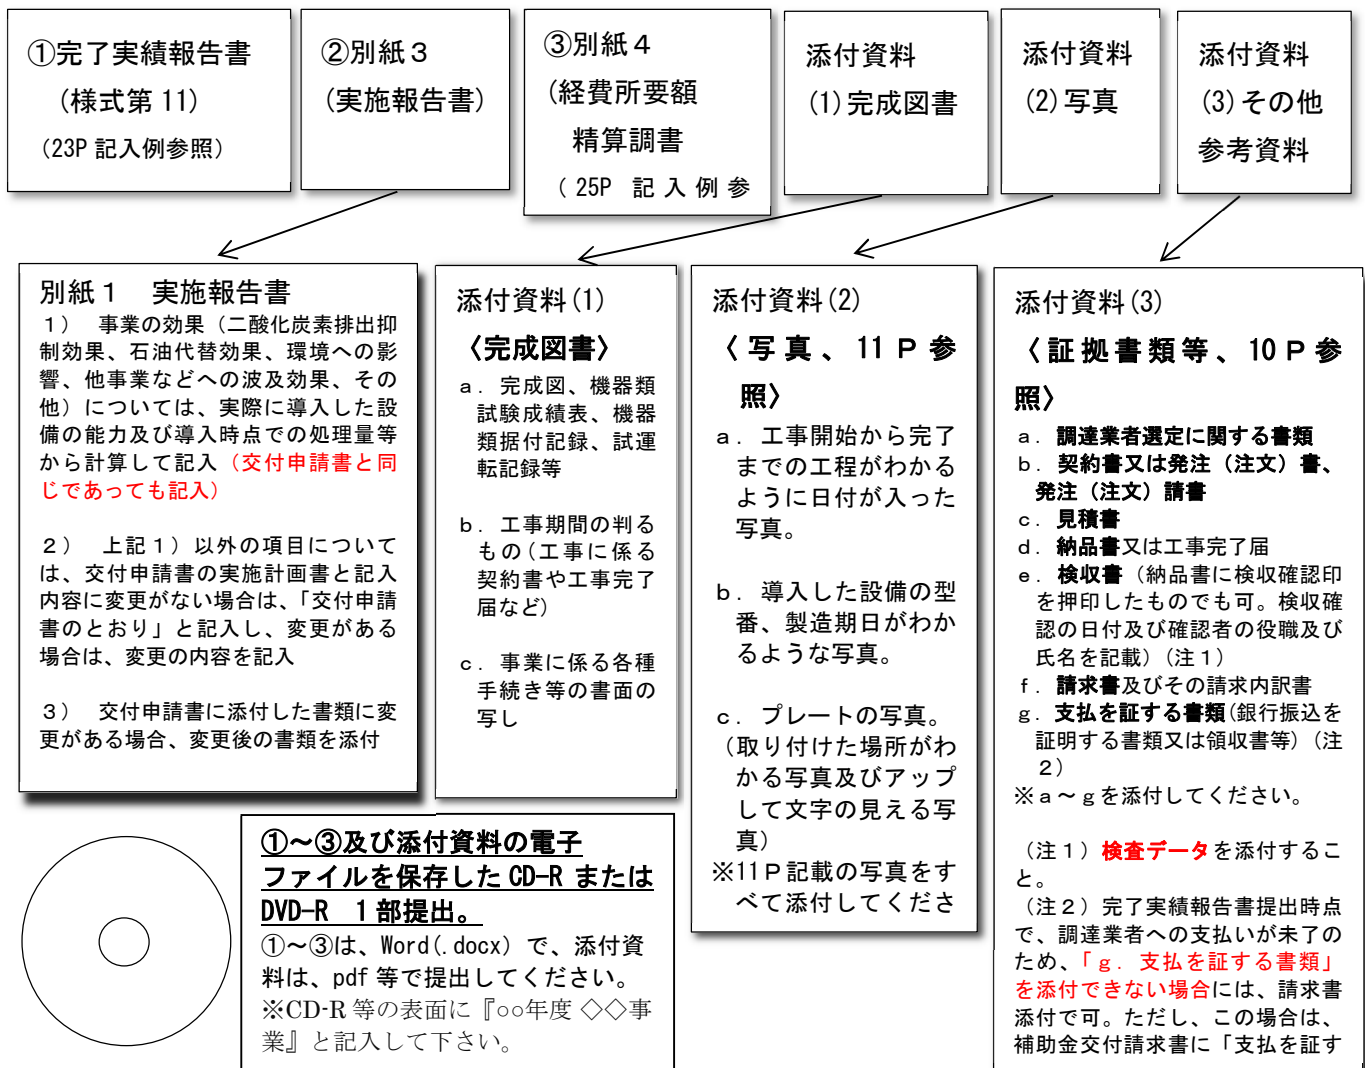 ①完了実績報告書
(様式第 11)
(23P 記入例参照)
②別紙３
(実施報告書)
③別紙４
(経費所要額
精算調書
（ 25P 記 入 例 参
添付資料
(1)完成図書
添付資料
(2)写真
添付資料
(3)その他
参考資料
別紙１　実施報告書
１）　事業の効果（二酸化炭素排出抑
制効果、石油代替効果、環境への影
響、他事業などへの波及効果、その
他）については、実際に導入した設
備の能力及び導入時点での処理量等
から計算して記入（交付申請書と同
じであっても記入）
２）　上記１）以外の項目について
は、交付申請書の実施計画書と記入
内容に変更がない場合は、「交付申請
書のとおり」と記入し、変更がある
場合は、変更の内容を記入
３）　交付申請書に添付した書類に変
更がある場合、変更後の書類を添付
添付資料(1)
〈完成図書〉
ａ．完成図、機器類
試験成績表、機器
類据付記録、試運
転記録等
ｂ．工事期間の判る
もの(工事に係る
契約書や工事完了
届など)
ｃ．事業に係る各種
手続き等の書面の
写し
添付資料(2)
〈 写 真 、 11 Ｐ 参
照〉
ａ．工事開始から完了
までの工程がわかる
ように日付が入った
写真。
ｂ．導入した設備の型
番、製造期日がわか
るような写真。
ｃ．プレートの写真。
（取り付けた場所がわ
かる写真及びアップ
して文字の見える写
真）
※11Ｐ記載の写真をす
べて添付してくださ
添付資料(3)
〈 証 拠 書 類 等 、 10 Ｐ 参
照〉
ａ．調達業者選定に関する書類
ｂ．契約書又は発注（注文）書、
発注（注文）請書
ｃ．見積書
ｄ．納品書又は工事完了届
ｅ．検収書（納品書に検収確認印
を押印したものでも可。検収確
認の日付及び確認者の役職及び
氏名を記載）(注１)
ｆ．請求書及びその請求内訳書
ｇ．支払を証する書類(銀行振込を
証明する書類又は領収書等)（注
２）
※ａ～ｇを添付してください。
（注１）検査データを添付するこ
と。
（注２）完了実績報告書提出時点
で、調達業者への支払いが未了の
ため、「ｇ．支払を証する書類」
を添付できない場合には、請求書
添付で可。ただし、この場合は、
補助金交付請求書に「支払を証す
①～③及び添付資料の電子
ファイルを保存した CD-R または
DVD-R　１部提出。
①～③は、Word(.docx) で、添付資
料は、pdf 等で提出してください。
※CD-R 等の表面に『○○年度 ◇◇事
業』と記入して下さい。